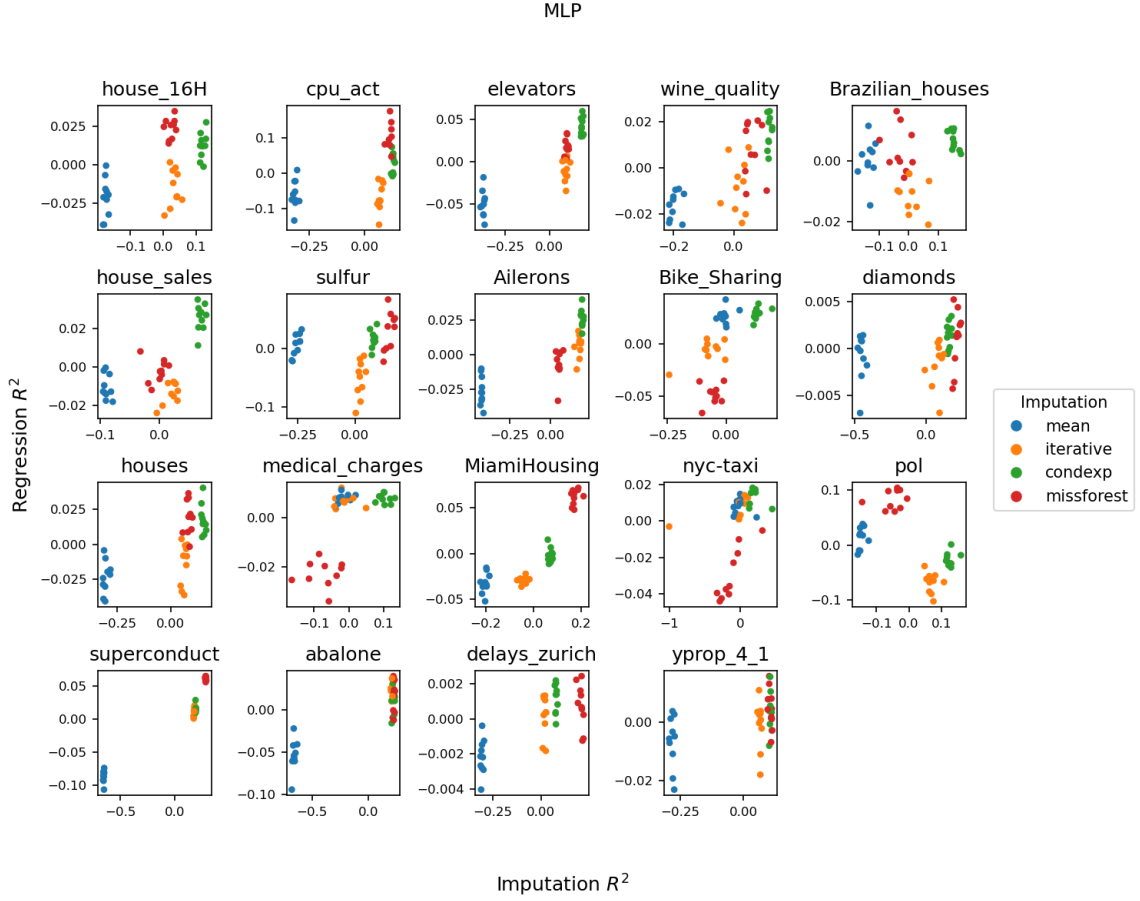 MLP
house_16H
cpu_act
elevators
wine_quality
Brazilian_houses
0.025
0.000
−0.025
−0.1 0.0 0.1
0.1
0.0
−0.1
−0.25 0.00
0.05
0.00
−0.05
0.0
0.02
0.00
−0.02
−0.2 0.0
0.00
−0.02
−0.1 0.0 0.1
house_sales
sulfur
Ailerons
Bike_Sharing
diamonds
0.02
0.00
−0.02
−0.1 0.0
0.0
−0.1
−0.25 0.00
0.025
0.000
−0.025
0.0
0.00
−0.05
0.00
0.005
0.000
−0.005
−0.5 0.0
houses
medical_charges
MiamiHousing
nyc-taxi
pol
0.025
0.000
−0.025
−0.25 0.00
0.00
−0.02
−0.1 0.0 0.1
0.05
0.00
−0.05
−0.2 0.0 0.2
0.02
0.00
−0.02
−0.04
−1 0
0.1
0.0
−0.1
−0.1 0.0 0.1
superconduct
abalone
delays_zurich
yprop_4_1
0.05
0.00
−0.05
−0.10
−0.5 0.0
0.00
−0.05
−0.10
−0.5 0.0
0.002
0.000
−0.002
−0.004
−0.25 0.00
0.00
−0.02
−0.25 0.00
Regression R²
Imputation R²
Imputation
mean
iterative
condexp
missforest